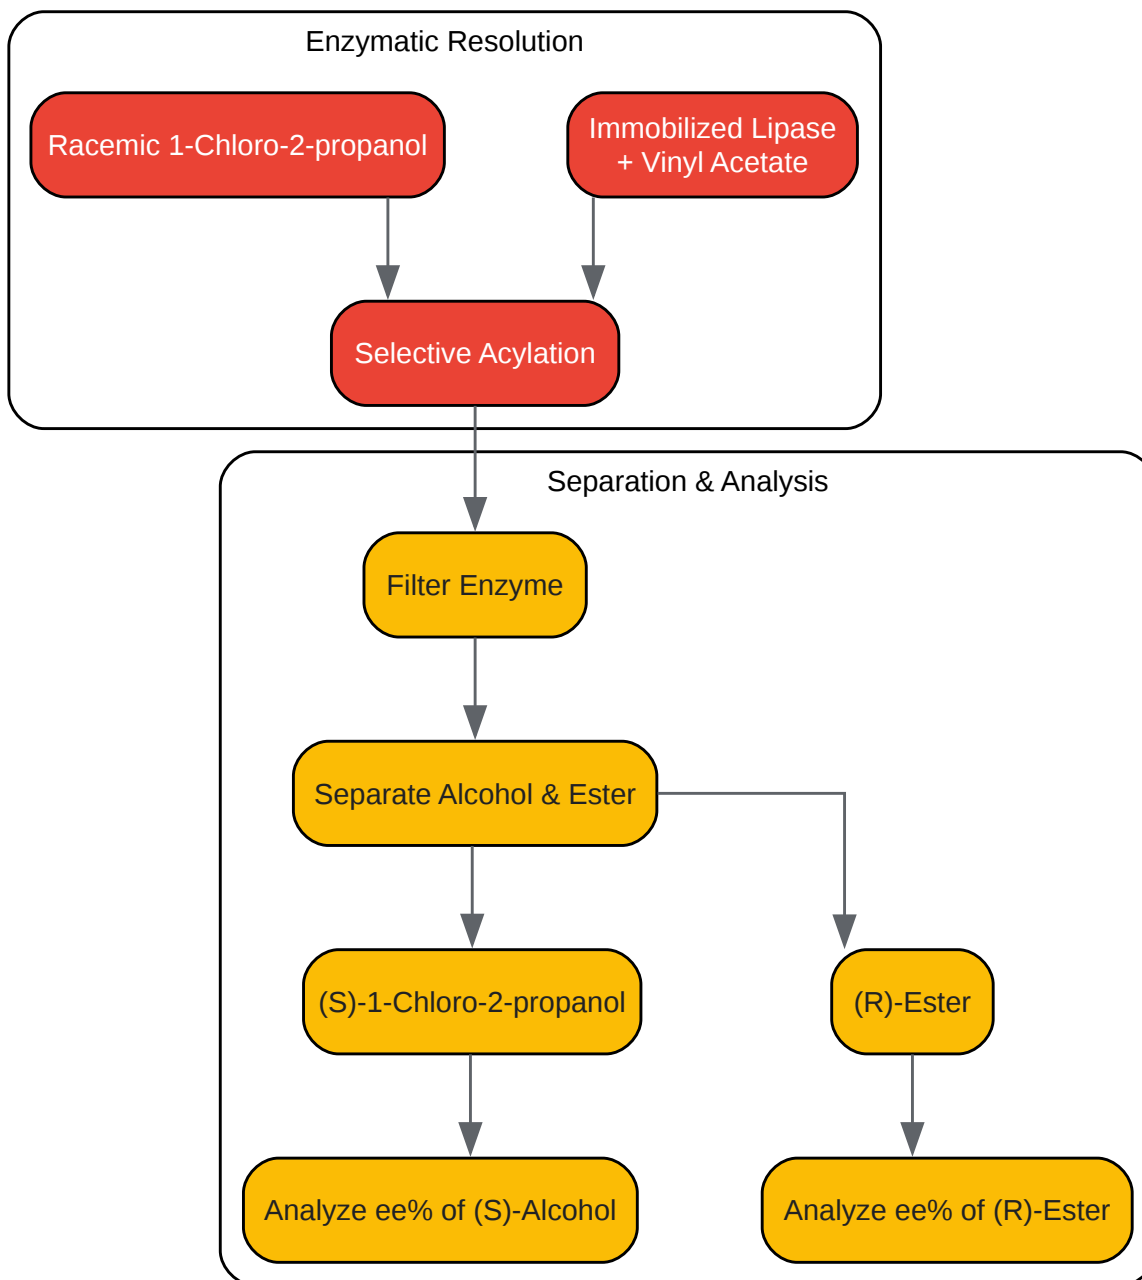 Enzymatic Resolution
Racemic 1-Chloro-2-propanol
Immobilized Lipase
+ Vinyl Acetate
Selective Acylation
Separation & Analysis
Filter Enzyme
Separate Alcohol & Ester
(S)-1-Chloro-2-propanol
(R)-Ester
Analyze ee% of (S)-Alcohol
Analyze ee% of (R)-Ester